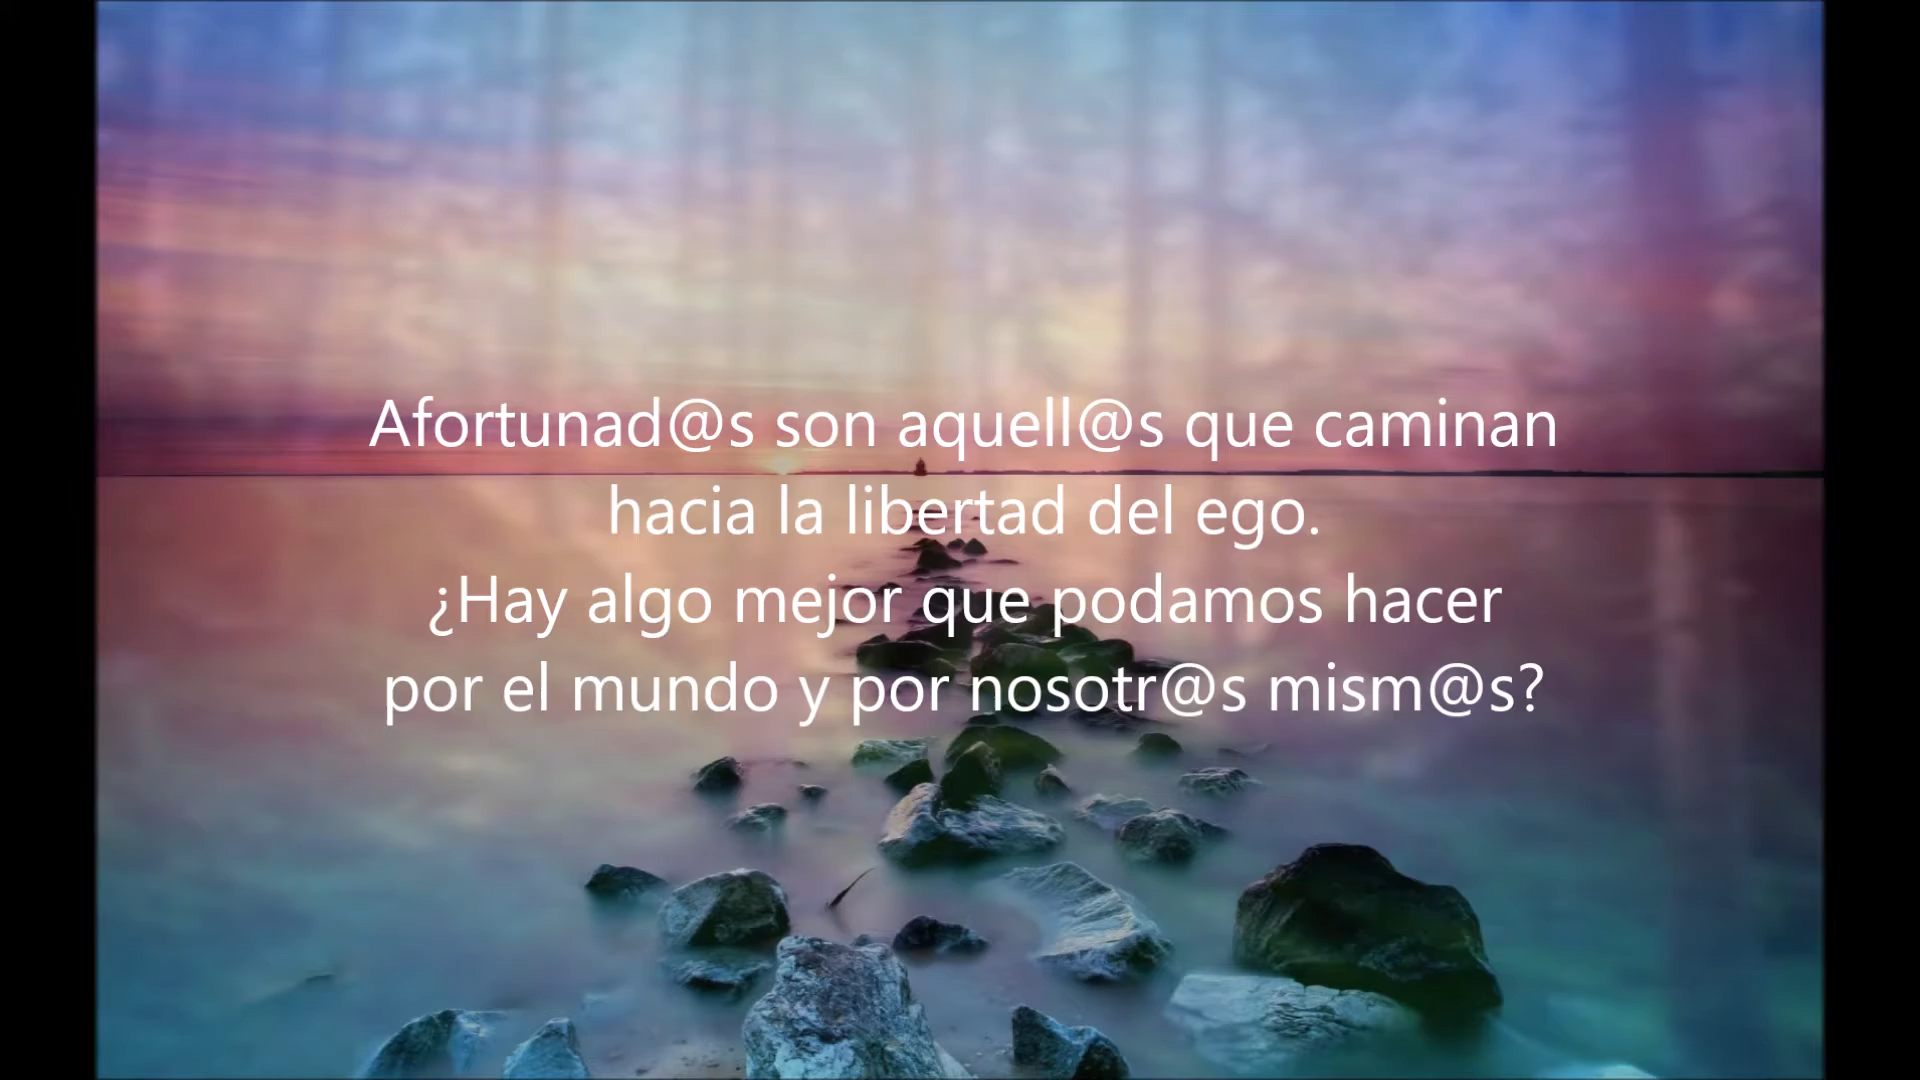 Afortunad@s son aquell@s que caminan
hacia la libertad del ego.
¿Hay algo mejor que podamos hacer
por el mundo y por nosotr@s mism@s?